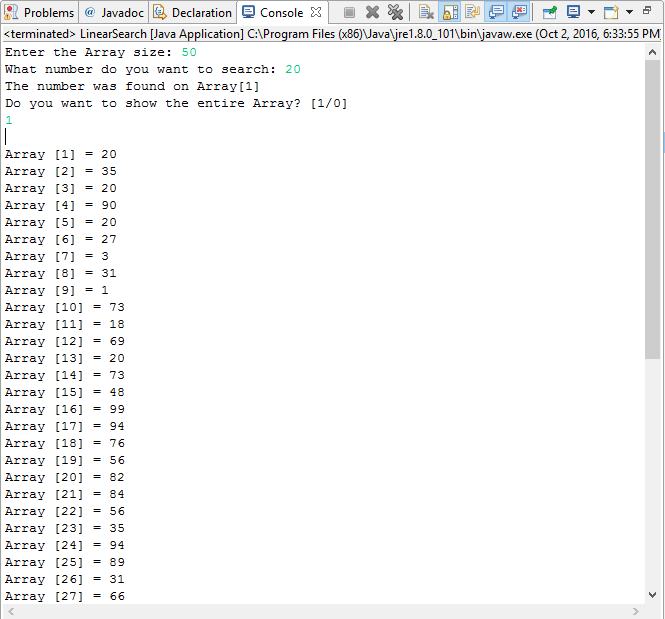 Problems @ Javadoc Declaration Console
<terminated> LinearSearch [Java Application] C:\Program Files (x86)\Java\jre1.8.0_101\bin\javaw.exe (Oct 2, 2016, 6:33:55 PM)
Enter the Array size: 50
What number do you want to search: 20
The number was found on Array[1]
Do you want to show the entire Array? [1/0]
1
Array [1] = 20
Array [2] = 35
Array [3] = 20
Array [4] = 90
Array [5] = 20
Array [6] = 27
Array [7] = 3
Array [8] = 31
Array [9] = 1
Array [10] = 73
Array [11] = 18
Array [12] = 69
Array [13] = 20
Array [14] = 73
Array [15] = 48
Array [16] = 99
Array [17] = 94
Array [18] = 76
Array [19] = 56
Array [20] = 82
Array [21] = 84
Array [22] = 56
Array [23] = 35
Array [24] = 94
Array [25] = 89
Array [26] = 31
Array [27] = 66